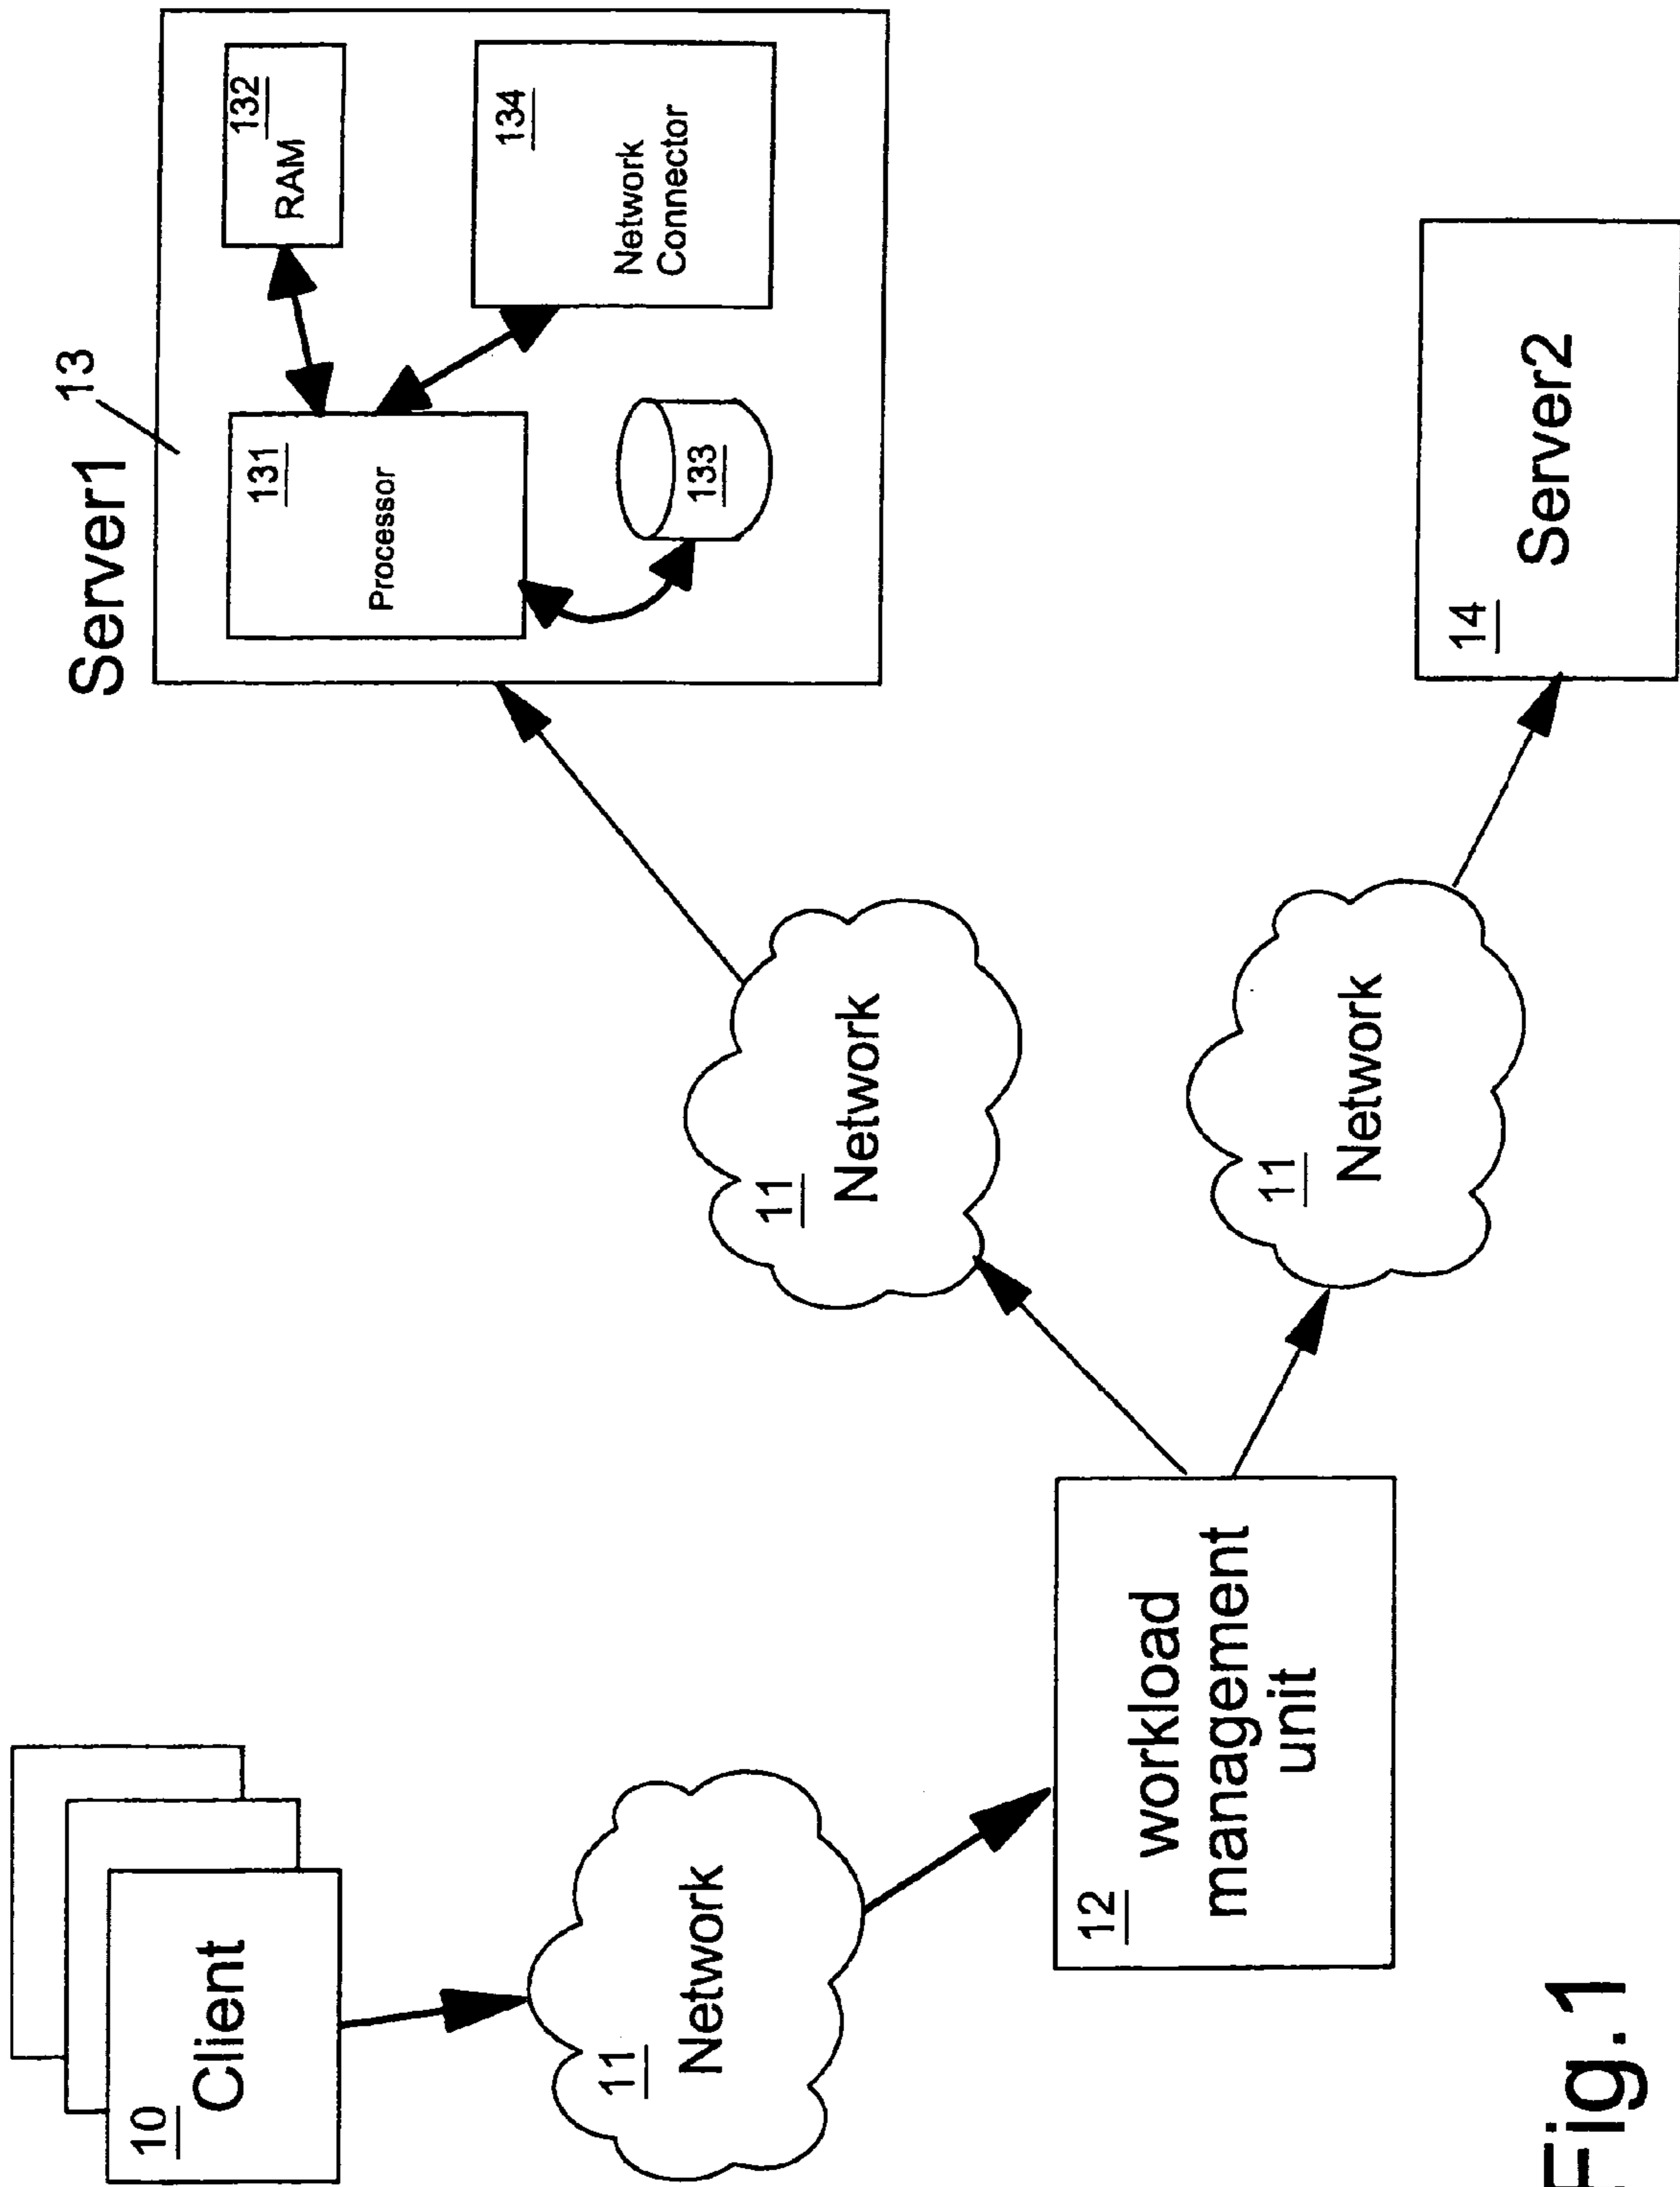 10
Client
11
Network
12
workload
management
unit
11
Network
11
Network
Server1
13
131
Processor
132
RAM
133
134
Network
Connector
14
Server2
Fig.1